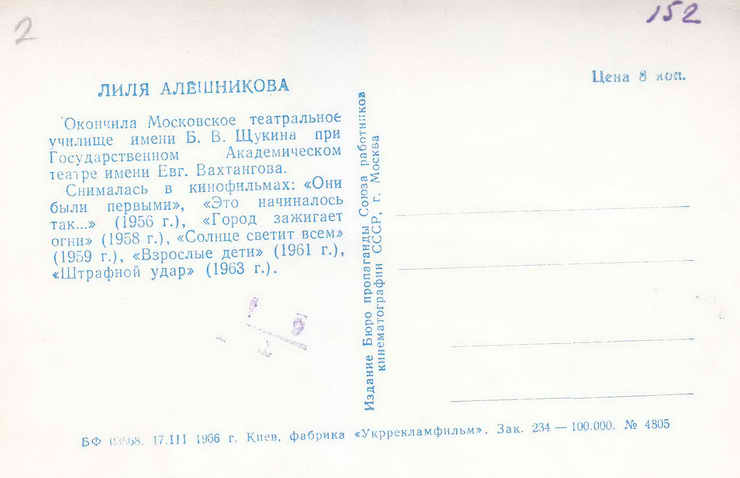 2
152
ЛИЛЯ АЛЕШНИКОВА
Цена 8 коп.
Окончила Московское театральное
училище имени Б. В. Щукина при
Государственном Академическом
театре имени Евг. Вахтангова.
Снималась в кинофильмах: «Они
были первыми», «Это начиналось
так...» (1956 г.), «Город зажигает
огни» (1958 г.), «Солнце светит всем»
(1959 г.), «Взрослые дети» (1961 г.),
«Штрафной удар» (1963 г.).
Издание Бюро пропаганды Союза работников
кинематографии СССР, г. Москва
БФ 17.III 1966 г. Киев, фабрика «Укррекламфильм». Зак. 234 — 100.000. № 4805